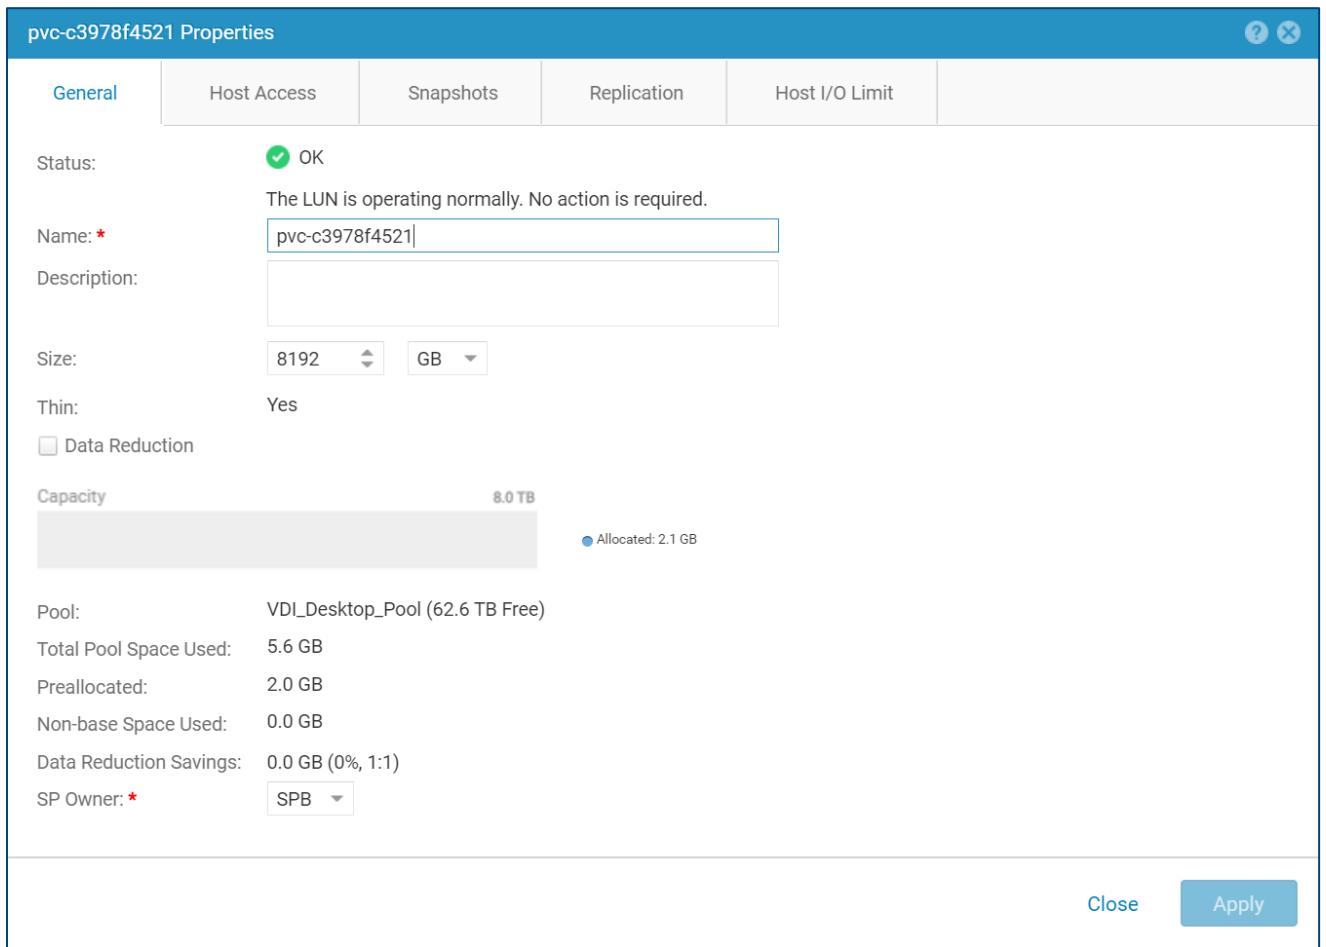 pvc-c3978f4521 Properties
General Host Access Snapshots Replication Host I/O Limit
Status: OK
The LUN is operating normally. No action is required.
Name: * pvc-c3978f4521
Description:
Size: 8192 GB
Thin: Yes
Data Reduction
Capacity 8.0 TB
Allocated: 2.1 GB
Pool: VDI_Desktop_Pool (62.6 TB Free)
Total Pool Space Used: 5.6 GB
Preallocated: 2.0 GB
Non-base Space Used: 0.0 GB
Data Reduction Savings: 0.0 GB (0%, 1:1)
SP Owner: * SPB
Close Apply